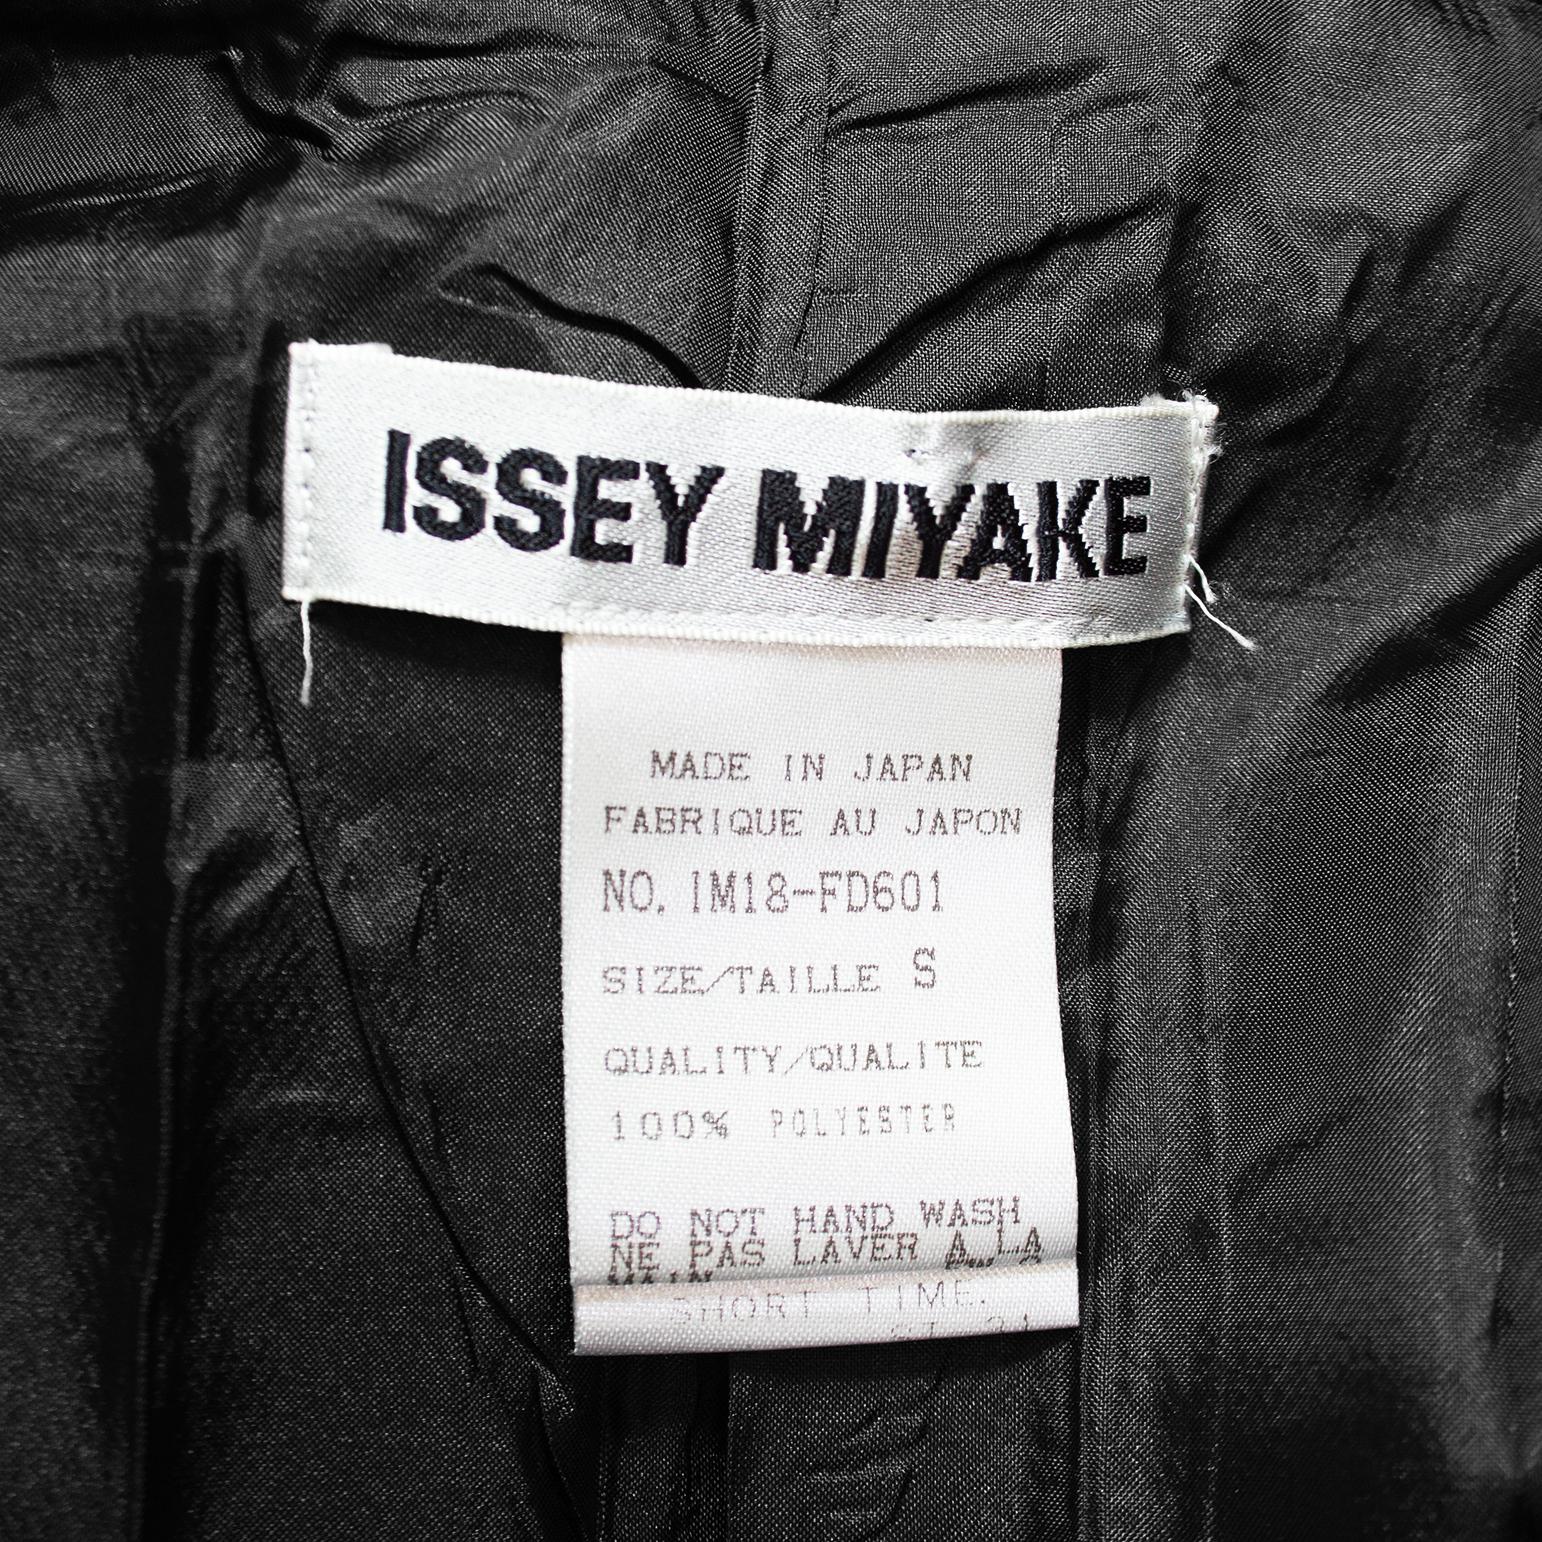 ISSEY MIYAKE
MADE IN JAPAN
FABRIQUE AU JAPON
NO. IM18-FD601
SIZE/TAILLE S
QUALITY/QUALITE
100% POLYESTER
DO NOT HAND WASH
NE PAS LAVER A LA
SHORT TIME.